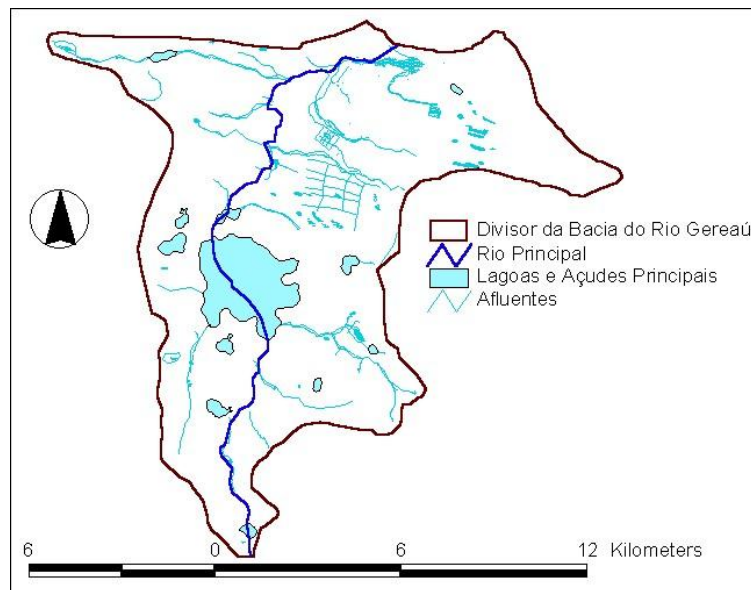 Divisor da Bacia do Rio Gereaú
Rio Principal
Lagoas e Açudes Principais
Afluentes
6 0 6 12 Kilometers